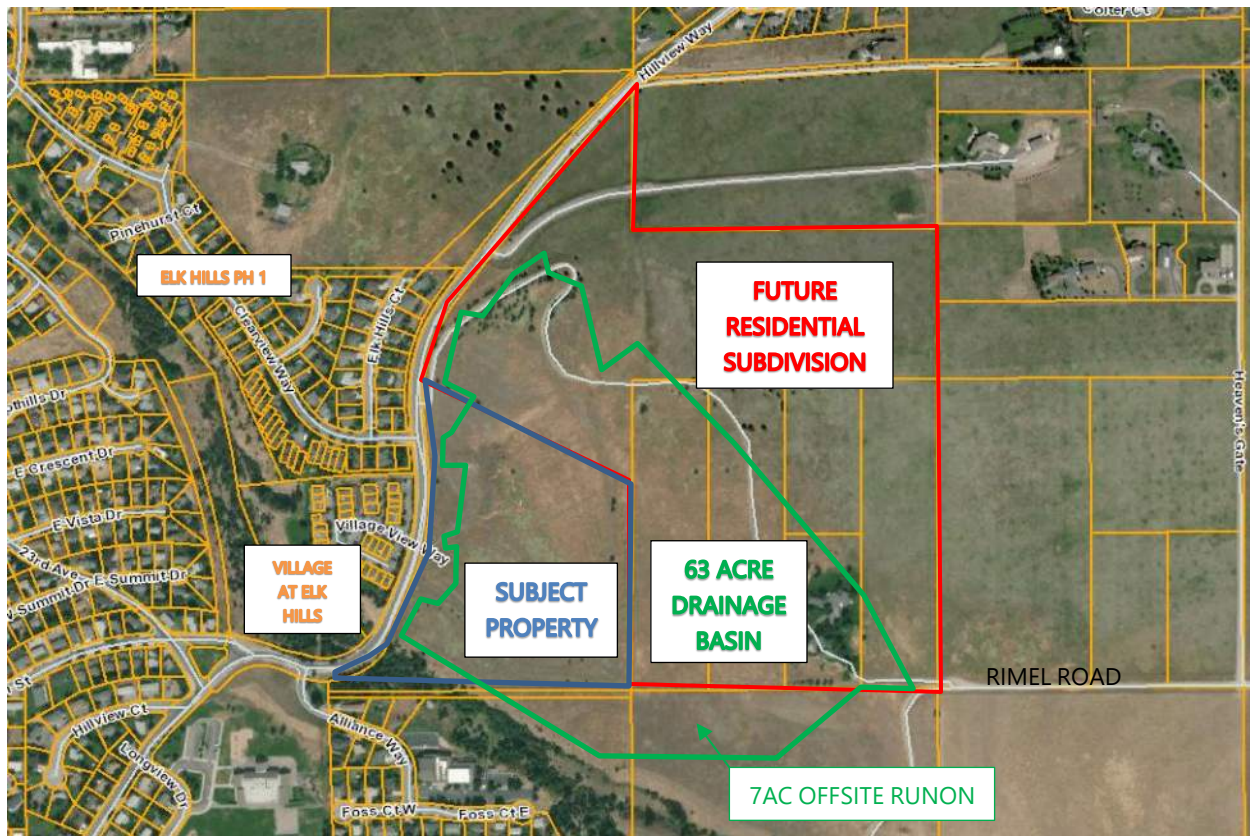 Colter Ct
Hillview Way
Pinehurst Ct
ELK HILLS PH 1
Elk Hills Ct
Clearview Way
FUTURE
RESIDENTIAL
SUBDIVISION
Heaven's Gate
othills Dr
E Crescent Dr
E Vista Dr
23rd Ave
E Summit Dr
Summit Dr
Village View Way
VILLAGE
AT ELK
HILLS
SUBJECT
PROPERTY
63 ACRE
DRAINAGE
BASIN
RIMEL ROAD
St
Hillview Ct
Longview Dr
Alliance Way
7AC OFFSITE RUNON
Foss Ct W
Foss Ct E